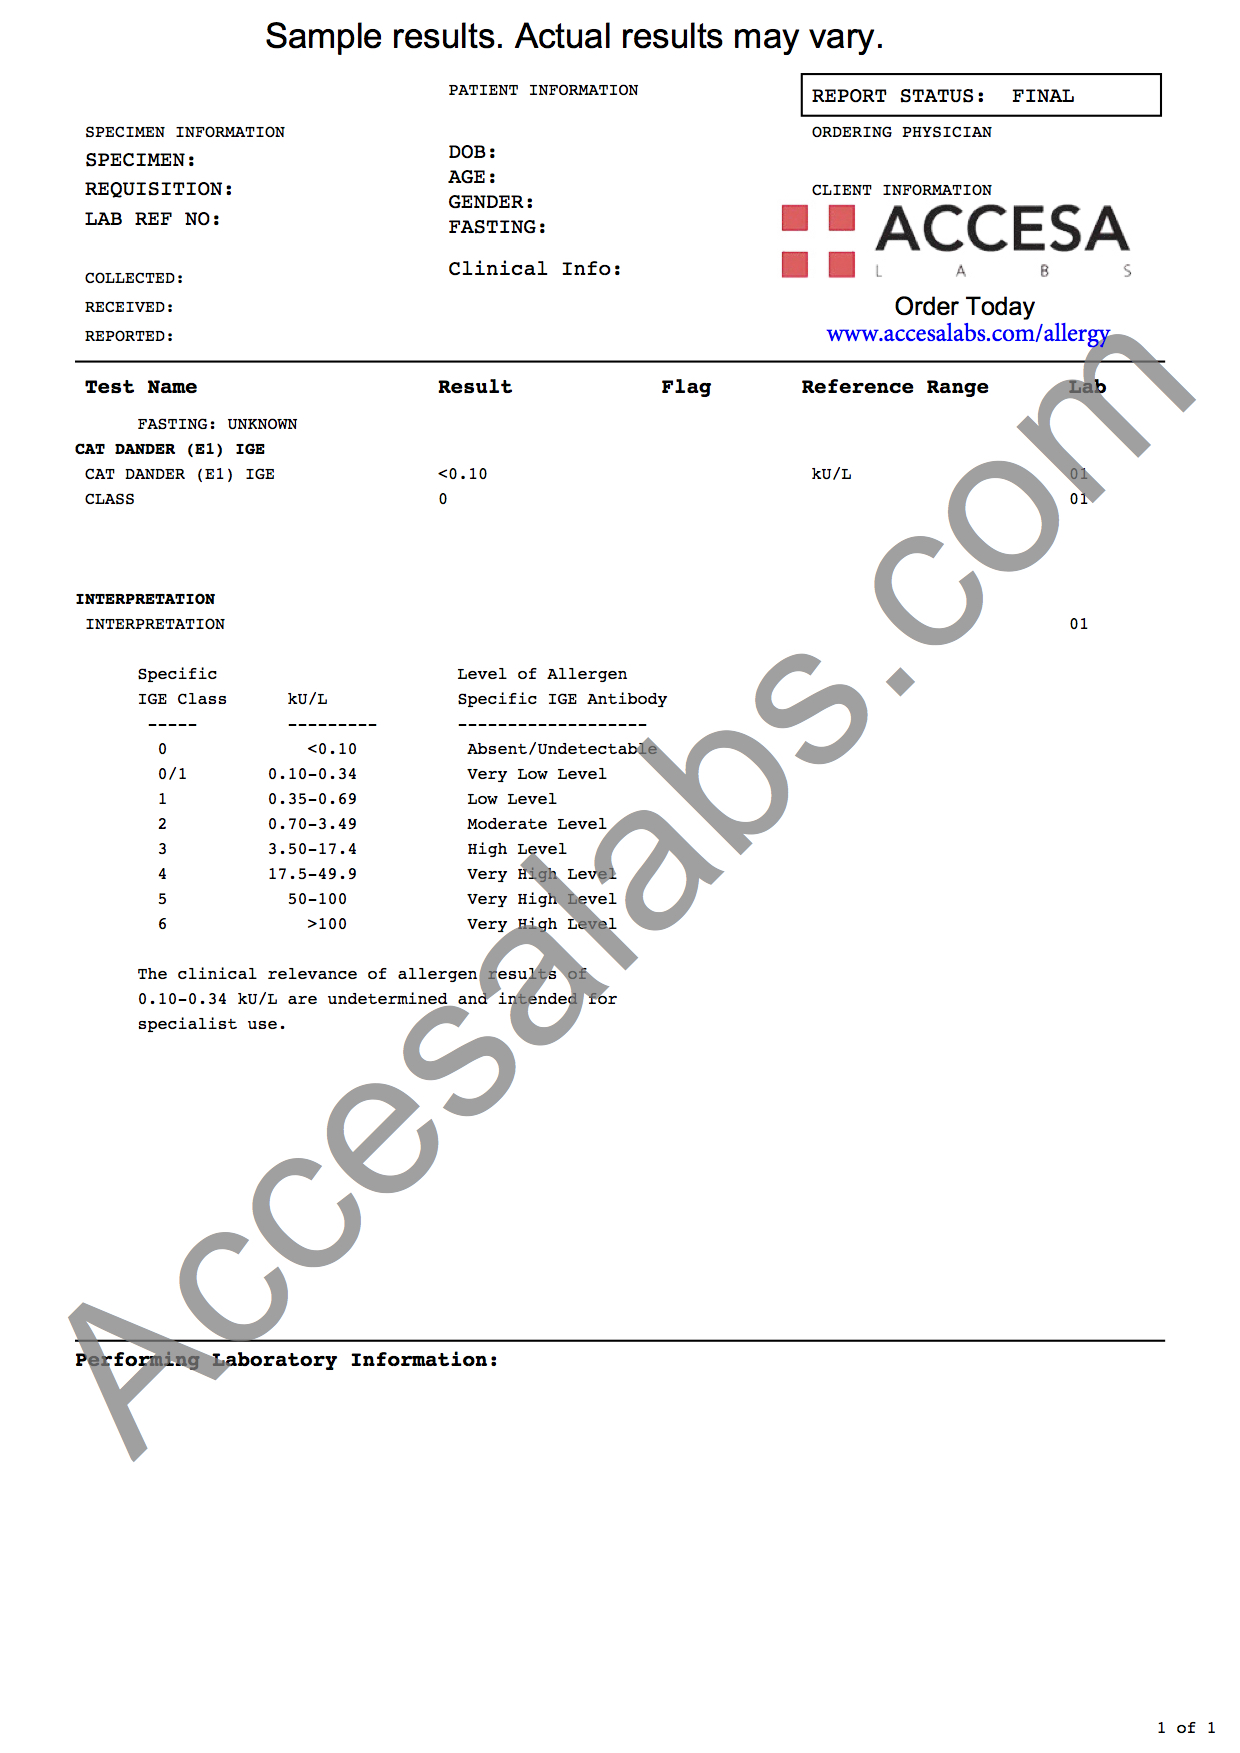 Sample results. Actual results may vary.
PATIENT INFORMATION
REPORT STATUS: FINAL
SPECIMEN INFORMATION
ORDERING PHYSICIAN
SPECIMEN:
DOB:
REQUISITION:
AGE:
CLIENT INFORMATION
LAB REF NO:
GENDER:
FASTING:
ACCESA
LABS
Clinical Info:
COLLECTED:
RECEIVED:
Order Today
REPORTED:
www.accesalabs.com/allergy
Test Name Result Flag Reference Range Lab
FASTING: UNKNOWN
CAT DANDER (E1) IGE
CAT DANDER (E1) IGE <0.10 kU/L 01
CLASS 0 01
INTERPRETATION
INTERPRETATION 01
Specific Level of Allergen
IGE Class kU/L Specific IGE Antibody
----- --------- -------------------
0 <0.10 Absent/Undetectable
0/1 0.10-0.34 Very Low Level
1 0.35-0.69 Low Level
2 0.70-3.49 Moderate Level
3 3.50-17.4 High Level
4 17.5-49.9 Very High Level
5 50-100 Very High Level
6 >100 Very High Level
The clinical relevance of allergen results of
0.10-0.34 kU/L are undetermined and intended for
specialist use.
Accesalabs.com
Performing Laboratory Information:
1 of 1